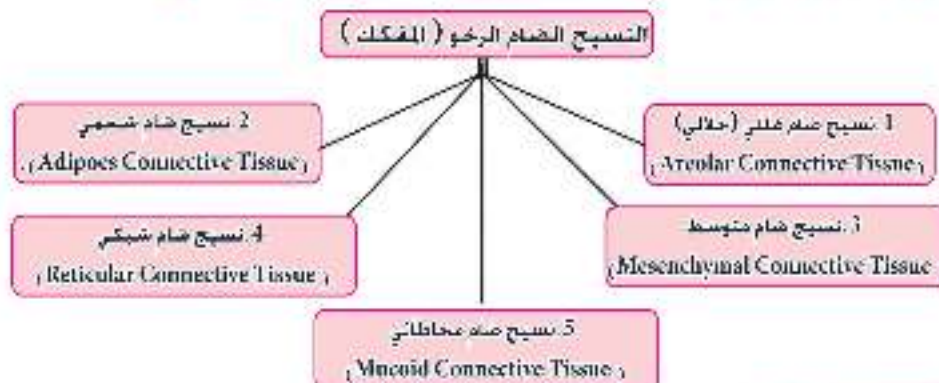 النسيج الضام الرخو ( المفكك )
1. نسيج ضام فللي (خلالي)
(Areolar Connective Tissue)
2. نسيج ضام شحمي
(Adipoes Connective Tissue).
3. نسيج ضام متوسط
(Mesenchymal Connective Tissue
4. نسيج ضام شبكي
(Reticular Connective Tissue )
5. نسيج ضام مخاطاني
(Mucoid Connective Tissue )